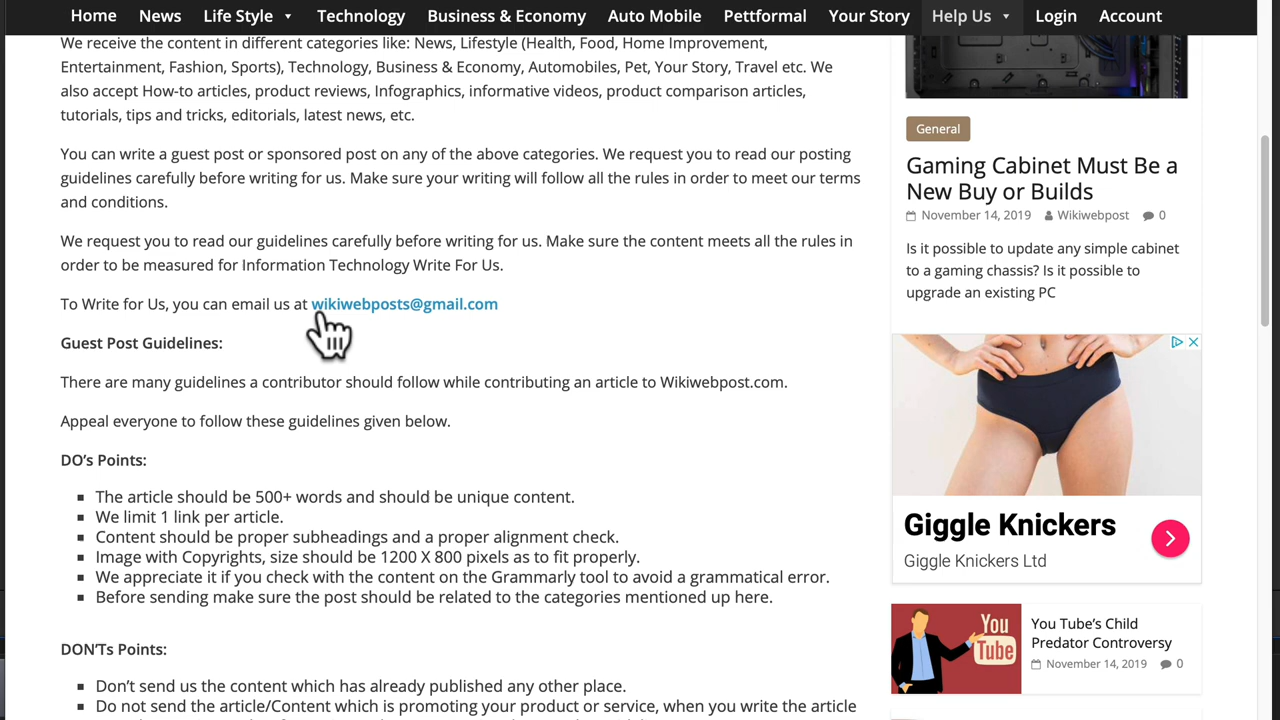 Home News Life Style Technology Business & Economy Auto Mobile Pettformal Your Story Help Us Login Account
We receive the content in different categories like: News, Lifestyle (Health, Food, Home Improvement,
Entertainment, Fashion, Sports), Technology, Business & Economy, Automobiles, Pet, Your Story, Travel etc. We
also accept How-to articles, product reviews, Infographics, informative videos, product comparison articles,
tutorials, tips and tricks, editorials, latest news, etc.
You can write a guest post or sponsored post on any of the above categories. We request you to read our posting
guidelines carefully before writing for us. Make sure your writing will follow all the rules in order to meet our terms
and conditions.
We request you to read our guidelines carefully before writing for us. Make sure the content meets all the rules in
order to be measured for Information Technology Write For Us.
To Write for Us, you can email us at wikiwebposts@gmail.com
Guest Post Guidelines:
There are many guidelines a contributor should follow while contributing an article to Wikiwebpost.com.
Appeal everyone to follow these guidelines given below.
DO's Points:
The article should be 500+ words and should be unique content.
We limit 1 link per article.
Content should be proper subheadings and a proper alignment check.
Image with Copyrights, size should be 1200 X 800 pixels as to fit properly.
We appreciate it if you check with the content on the Grammarly tool to avoid a grammatical error.
Before sending make sure the post should be related to the categories mentioned up here.
DON'Ts Points:
Don't send us the content which has already published any other place.
Do not send the article/Content which is promoting your product or service, when you write the article
General
Gaming Cabinet Must Be a
New Buy or Builds
November 14, 2019 Wikiwebpost 0
Is it possible to update any simple cabinet
to a gaming chassis? Is it possible to
upgrade an existing PC
Giggle Knickers
Giggle Knickers Ltd
You
Tube
You Tube's Child
Predator Controversy
November 14, 2019 0